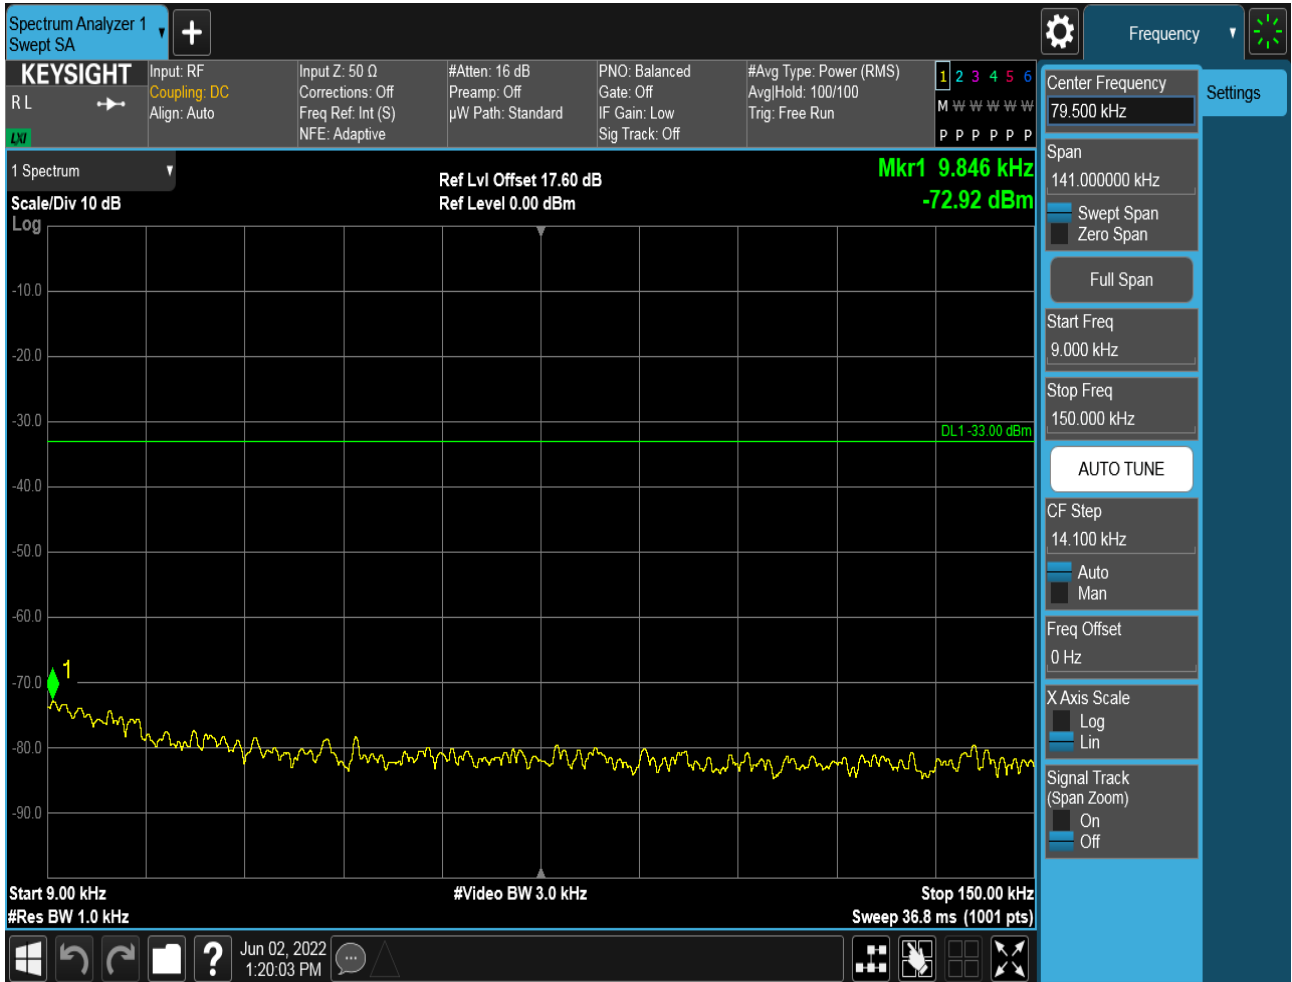 Spectrum Analyzer 1
Swept SA
Frequency
KEYSIGHT
R L
LXI
Input: RF
Coupling: DC
Align: Auto
Input Z: 50 Ω
Corrections: Off
Freq Ref: Int (S)
NFE: Adaptive
#Atten: 16 dB
Preamp: Off
µW Path: Standard
PNO: Balanced
Gate: Off
IF Gain: Low
Sig Track: Off
#Avg Type: Power (RMS)
Avg|Hold: 100/100
Trig: Free Run
1 2 3 4 5 6
M W W W W W
P P P P P P
1 Spectrum
Scale/Div 10 dB
Log
Ref Lvl Offset 17.60 dB
Ref Level 0.00 dBm
Mkr1 9.846 kHz
-72.92 dBm
-10.0
-20.0
-30.0
DL1 -33.00 dBm
-40.0
-50.0
-60.0
1
-70.0
-80.0
-90.0
Start 9.00 kHz
#Res BW 1.0 kHz
#Video BW 3.0 kHz
Stop 150.00 kHz
Sweep 36.8 ms (1001 pts)
Center Frequency
79.500 kHz
Settings
Span
141.000000 kHz
Swept Span
Zero Span
Full Span
Start Freq
9.000 kHz
Stop Freq
150.000 kHz
AUTO TUNE
CF Step
14.100 kHz
Auto
Man
Freq Offset
0 Hz
X Axis Scale
Log
Lin
Signal Track
(Span Zoom)
On
Off
?
Jun 02, 2022
1:20:03 PM